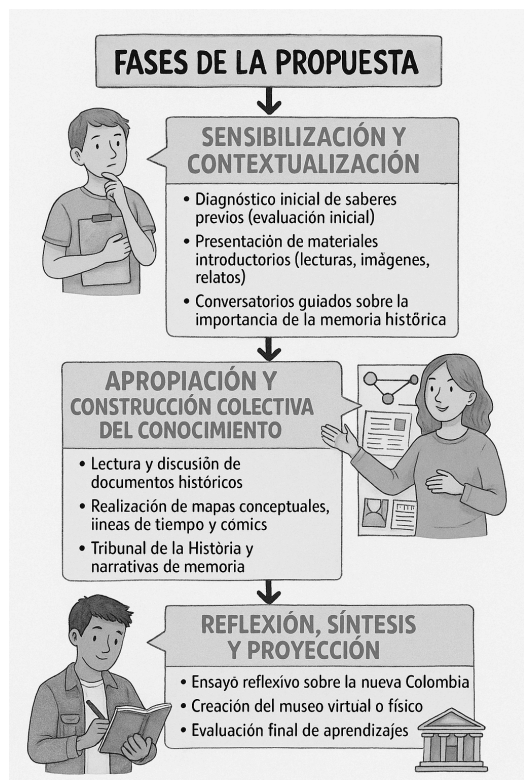 FASES DE LA PROPUESTA
SENSIBILIZACIÓN Y
CONTEXTUALIZACIÓN
• Diagnóstico inicial de saberes
previos (evaluación inicial)
• Presentación de materiales
introductorios (lecturas, imàgenes,
relatos)
• Conversatorios guiados sobre la
importancia de la memoria histórica
APROPIACIÓN Y
CONSTRUCCIÓN COLECTIVA
DEL CONOCIMIENTO
• Lectura y discusión de
documentos históricos
• Realización de mapas conceptuales,
iineas de tiempo y cómics
• Tribunal de la Història y
narrativas de memoria
REFLEXIÓN, SÍNTESIS
Y PROYECCIÓN
• Ensayo reflexivo sobre la nueva Colombia
• Creación del museo virtual o físico
• Evaluación final de aprendizajes